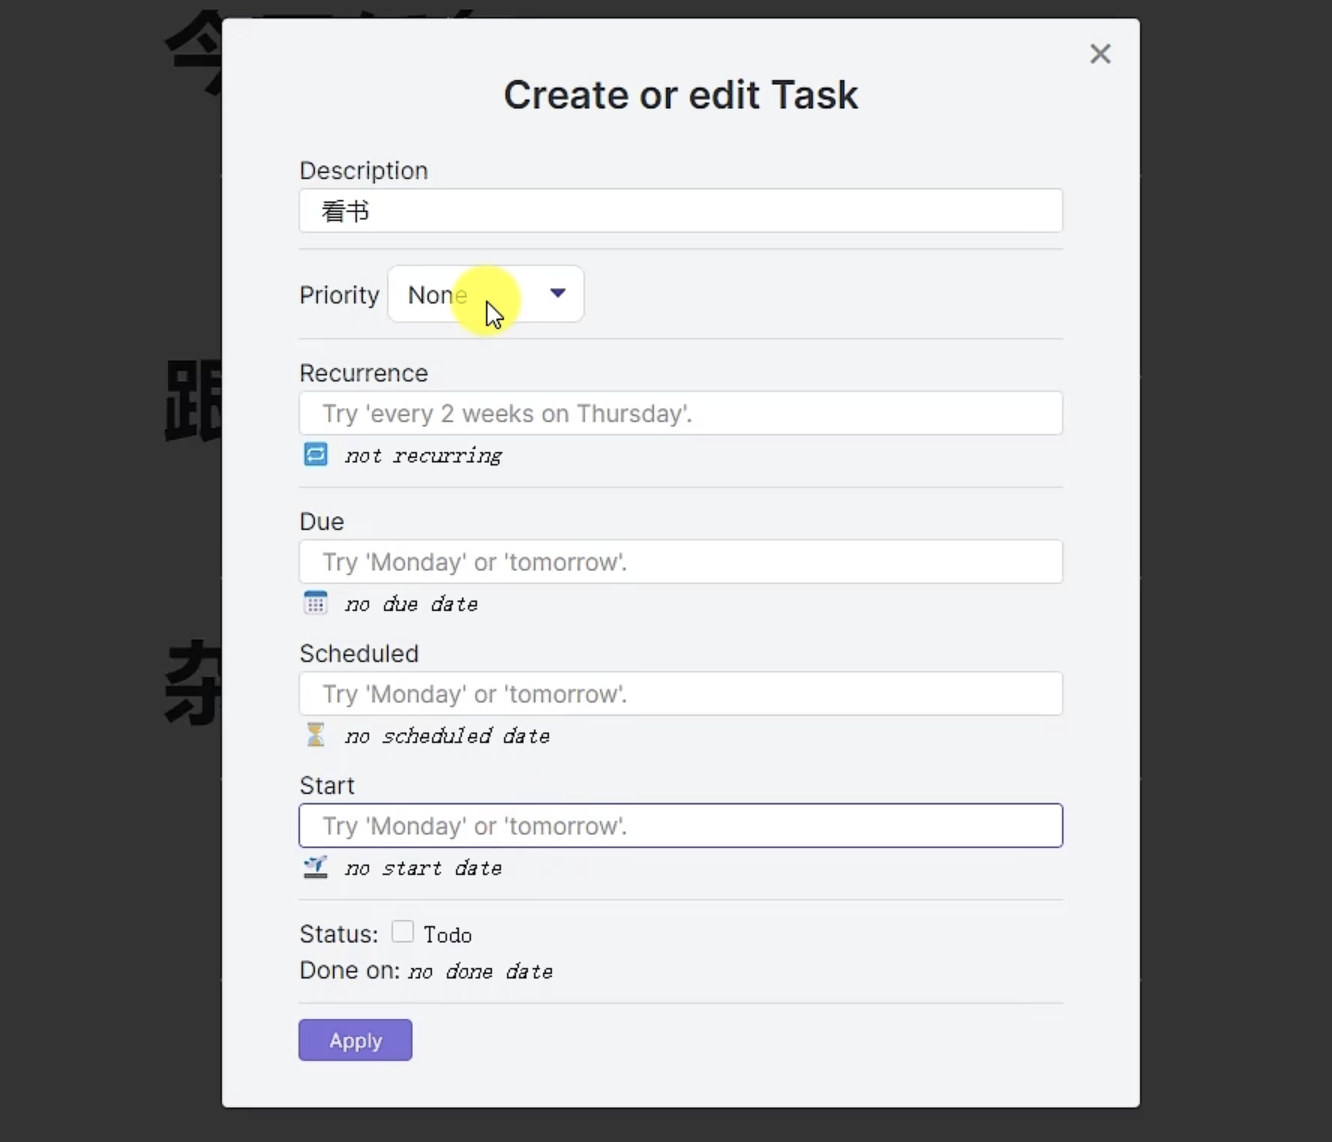 Create or edit Task
Description
看书
Priority None
Recurrence
Try 'every 2 weeks on Thursday'.
not recurring
Due
Try 'Monday' or 'tomorrow'.
no due date
Scheduled
Try 'Monday' or 'tomorrow'.
no scheduled date
Start
Try 'Monday' or 'tomorrow'.
no start date
Status: Todo
Done on: no done date
Apply